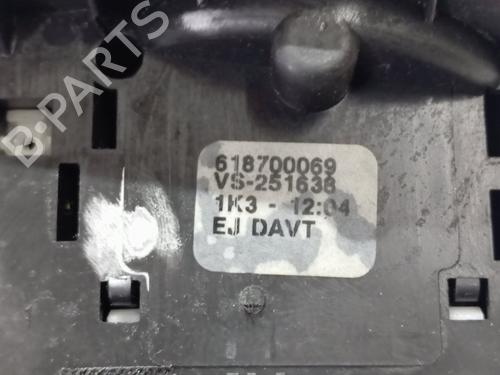 B-PARTS
618700069
VS-251638
1K3 - 12:04
EJ DAVT